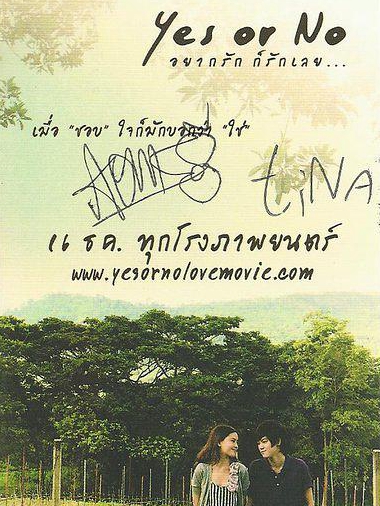 Yes or No
อยากรัก ก็รักเลย...
เมื่อ "ชอบ" ใจก็มักบอกว่า "ใช่"
tiNA
16 ธค. ทุกโรงภาพยนตร์
www.yesornolovemovie.com